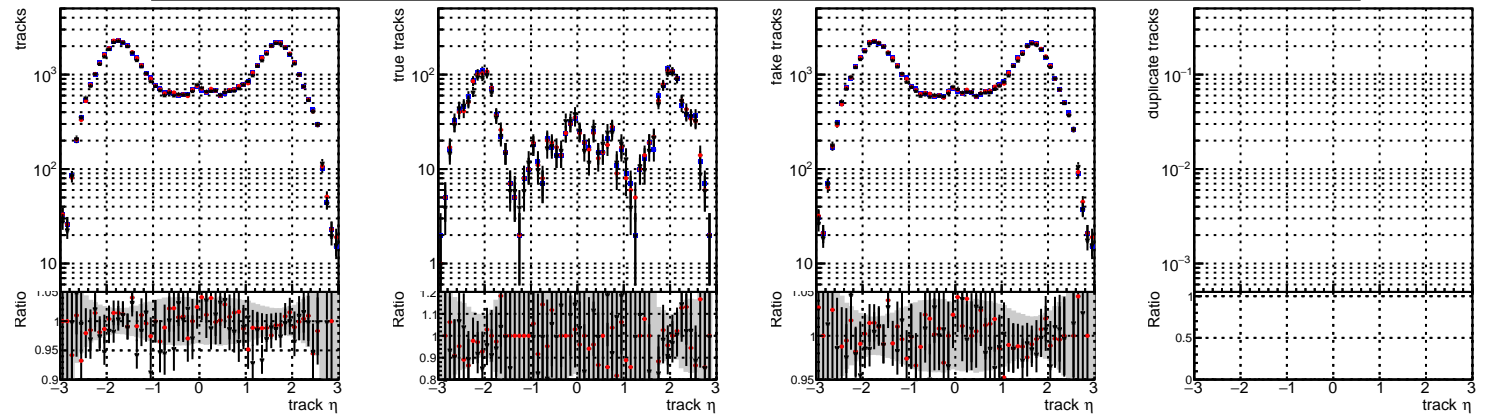 tracks
10³
10²
10
Ratio
1.05
1
0.95
0.9
−3 −2 −1 0 1 2 3
track η
true tracks
10²
10
1
Ratio
1.2
1.1
1
0.9
0.8
−3 −2 −1 0 1 2 3
track η
fake tracks
10³
10²
10
Ratio
1.05
1
0.95
−3 −2 −1 0 1 2 3
track η
duplicate tracks
10⁻¹
10⁻²
10⁻³
Ratio
1
0.5
0
−3 −2 −1 0 1 2 3
track η